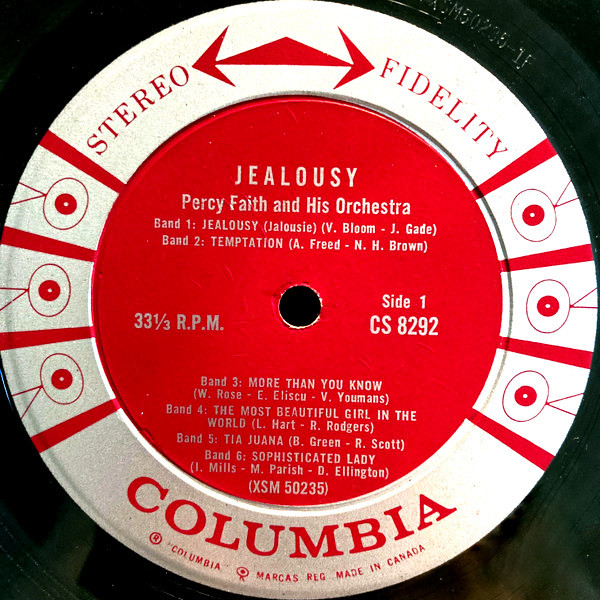 XSM50235-1F
STEREO FIDELITY
JEALOUSY
Percy Faith and His Orchestra
Band 1: JEALOUSY (Jalousie) (V. Bloom - J. Gade)
Band 2: TEMPTATION (A. Freed - N. H. Brown)
Side 1
33⅓ R.P.M.
CS 8292
Band 3: MORE THAN YOU KNOW
(W. Rose - E. Eliscu - V. Youmans)
Band 4: THE MOST BEAUTIFUL GIRL IN THE
WORLD (L. Hart - R. Rodgers)
Band 5: TIA JUANA (B. Green - R. Scott)
Band 6: SOPHISTICATED LADY
(I. Mills - M. Parish - D. Ellington)
(XSM 50235)
COLUMBIA
® "COLUMBIA" MARCAS REG. MADE IN CANADA